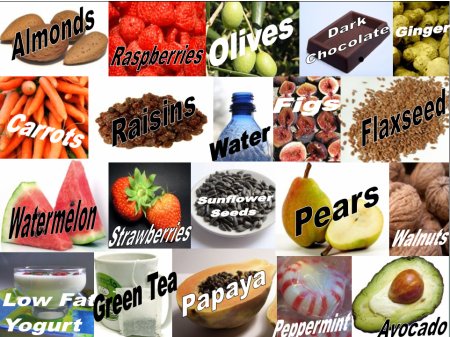 Almonds
Raspberries
Olives
Dark
Chocolate
Ginger
Carrots
Raisins
Water
Figs
Flaxseed
Watermelon
Strawberries
Sunflower
Seeds
Pears
Walnuts
Low Fat
Yogurt
Green Tea
Papaya
Peppermint
Avocado